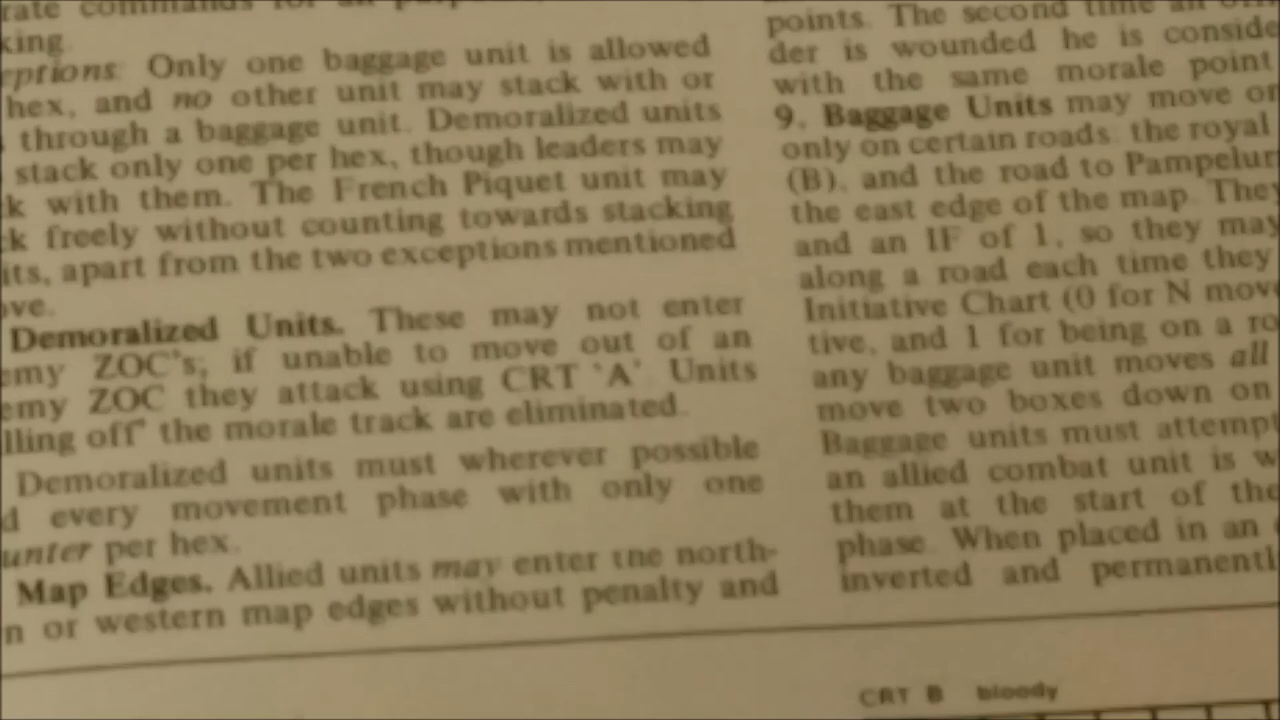 rate commands for an
king.
eptions: Only one baggage unit is allowed
hex, and no other unit may stack with or
through a baggage unit. Demoralized units
stack only one per hex, though leaders may
k with them. The French Piquet unit may
ck freely without counting towards stacking
its, apart from the two exceptions mentioned
ove.
Demoralized Units. These may not enter
emy ZOC's; if unable to move out of an
emy ZOC they attack using CRT 'A'. Units
lling off' the morale track are eliminated.
Demoralized units must wherever possible
d every movement phase with only one
unter per hex.
Map Edges. Allied units may enter the north-
n or western map edges without penalty and
points. The second time an
der is wounded he is conside
with the same morale point
9. Baggage Units may move or
only on certain roads: the royal
(B), and the road to Pampelun
the east edge of the map. They
and an IF of 1, so they may
along a road each time they
Initiative Chart (0 for N move
tive, and 1 for being on a ro
any baggage unit moves all
move two boxes down on
Baggage units must attempt
an allied combat unit is w
them at the start of the
phase. When placed in an
inverted and permanentl
CRT B bloody